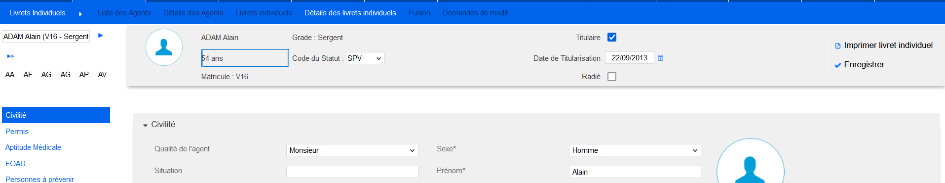 Livrets Individuels Liste des Agents Détails des Agents Livrets individuels Détails des livrets individuels Fusion Demandes de modif
ADAM Alain (V16 - Sergent
ADAM Alain Grade : Sergent Titulaire
54 ans Code du Statut : SPV Date de Titularisation 22/09/2013
Matricule : V16 Radié
Imprimer livret individuel
Enregistrer
AA AF AG AG AP AV
Civilité
Permis
Aptitude Médicale
FOAD
Personnes à prévenir
Civilité
Qualité de l'agent Monsieur Sexe* Homme
Situation Prénom* Alain